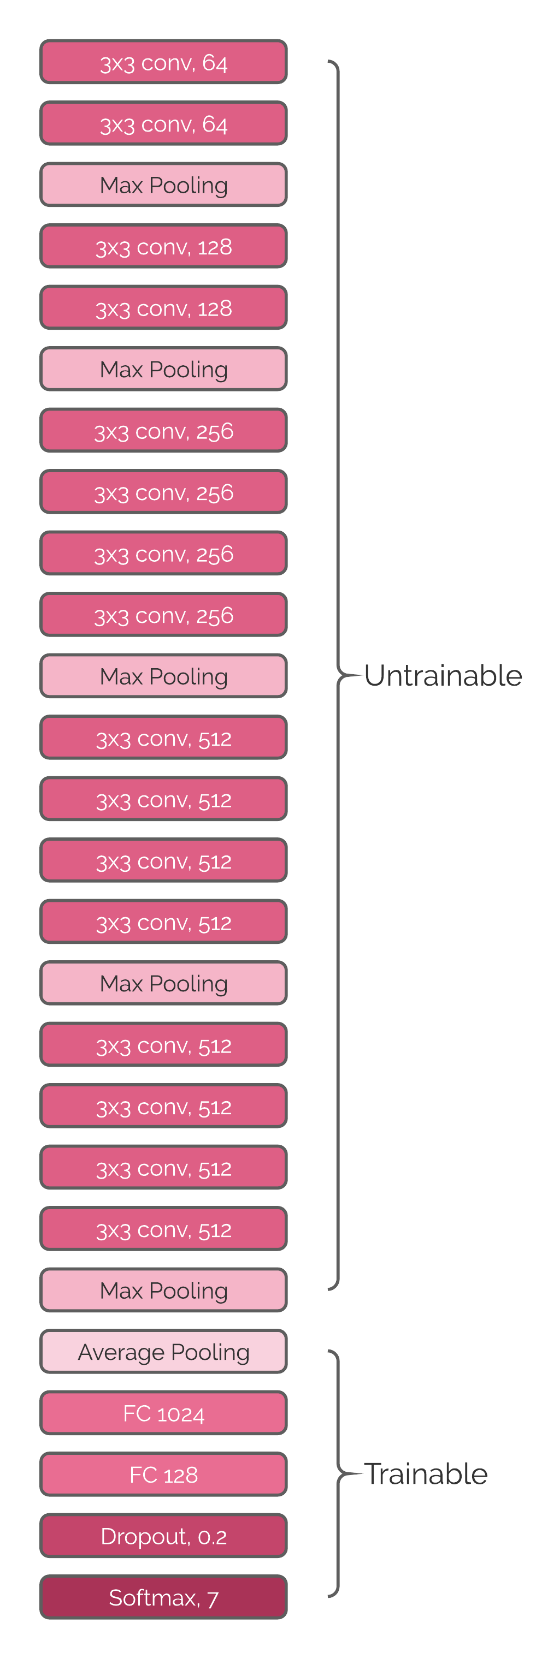 3x3 conv, 64
3x3 conv, 64
Max Pooling
3x3 conv, 128
3x3 conv, 128
Max Pooling
3x3 conv, 256
3x3 conv, 256
3x3 conv, 256
3x3 conv, 256
Max Pooling
Untrainable
3x3 conv, 512
3x3 conv, 512
3x3 conv, 512
3x3 conv, 512
Max Pooling
3x3 conv, 512
3x3 conv, 512
3x3 conv, 512
3x3 conv, 512
Max Pooling
Average Pooling
FC 1024
FC 128
Trainable
Dropout, 0.2
Softmax, 7